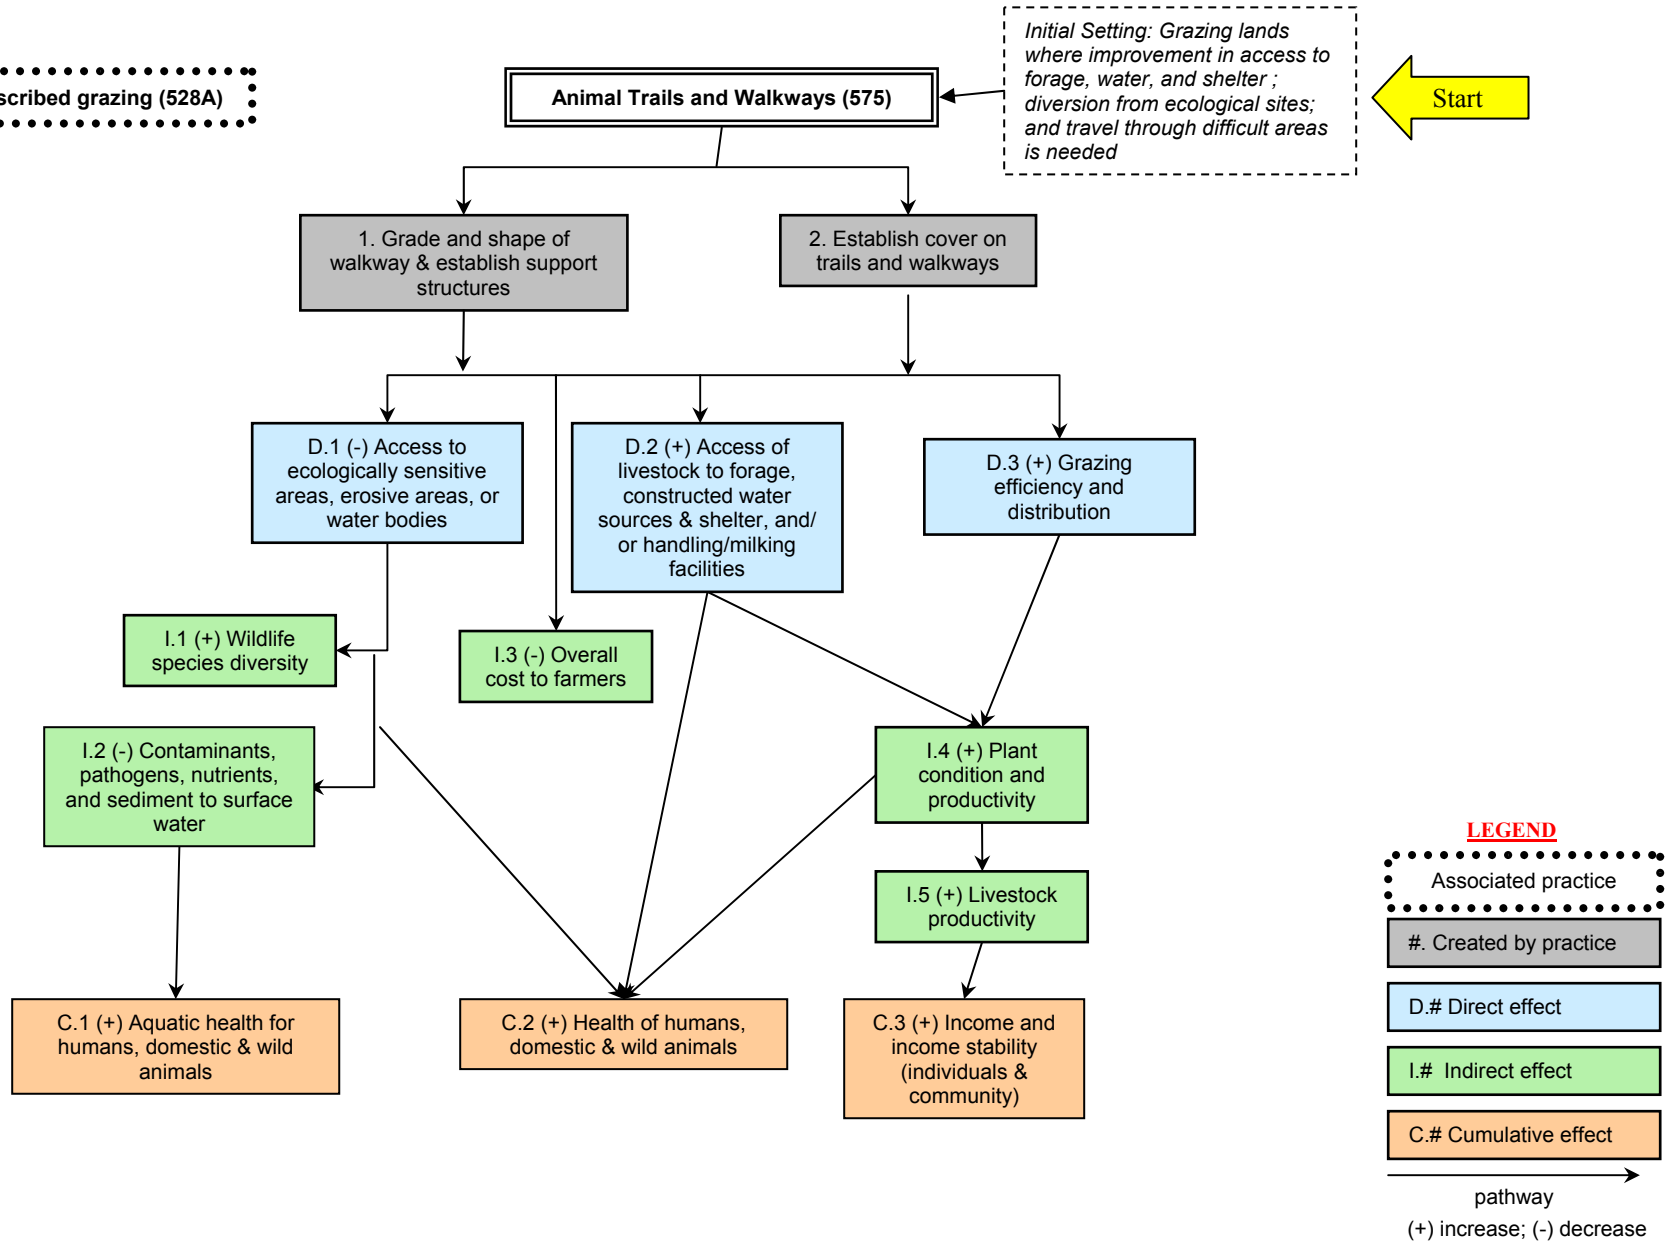 scribed grazing (528A)
Animal Trails and Walkways (575)
Initial Setting: Grazing lands
where improvement in access to
forage, water, and shelter ;
diversion from ecological sites;
and travel through difficult areas
is needed
Start
1. Grade and shape of
walkway & establish support
structures
2. Establish cover on
trails and walkways
D.1 (-) Access to
ecologically sensitive
areas, erosive areas, or
water bodies
D.2 (+) Access of
livestock to forage,
constructed water
sources & shelter, and/
or handling/milking
facilities
D.3 (+) Grazing
efficiency and
distribution
I.1 (+) Wildlife
species diversity
I.3 (-) Overall
cost to farmers
I.2 (-) Contaminants,
pathogens, nutrients,
and sediment to surface
water
I.4 (+) Plant
condition and
productivity
I.5 (+) Livestock
productivity
C.1 (+) Aquatic health for
humans, domestic & wild
animals
C.2 (+) Health of humans,
domestic & wild animals
C.3 (+) Income and
income stability
(individuals &
community)
LEGEND
Associated practice
#. Created by practice
D.# Direct effect
I.# Indirect effect
C.# Cumulative effect
pathway
(+) increase; (-) decrease